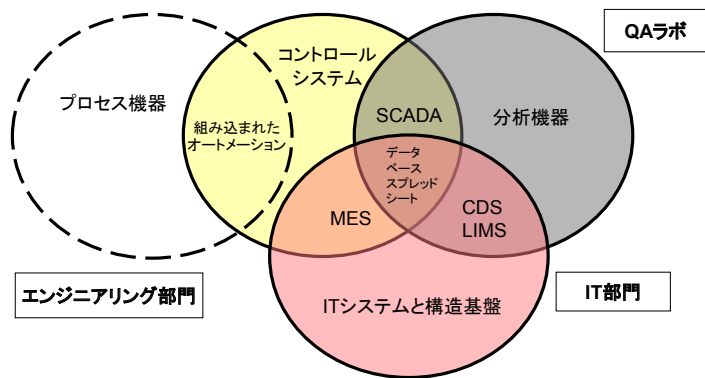 QAラボ
コントロール
システム
プロセス機器
SCADA
分析機器
組み込まれた
オートメーション
データ
ベース
スプレッド
シート
MES
CDS
LIMS
エンジニアリング部門
IT部門
ITシステムと構造基盤